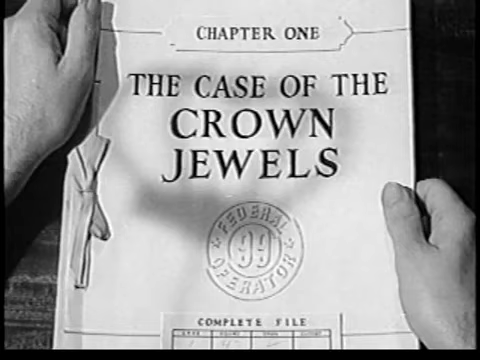 CHAPTER ONE
THE CASE OF THE
CROWN
JEWELS
FEDERAL
99
OPERATOR
COMPLETE FILE